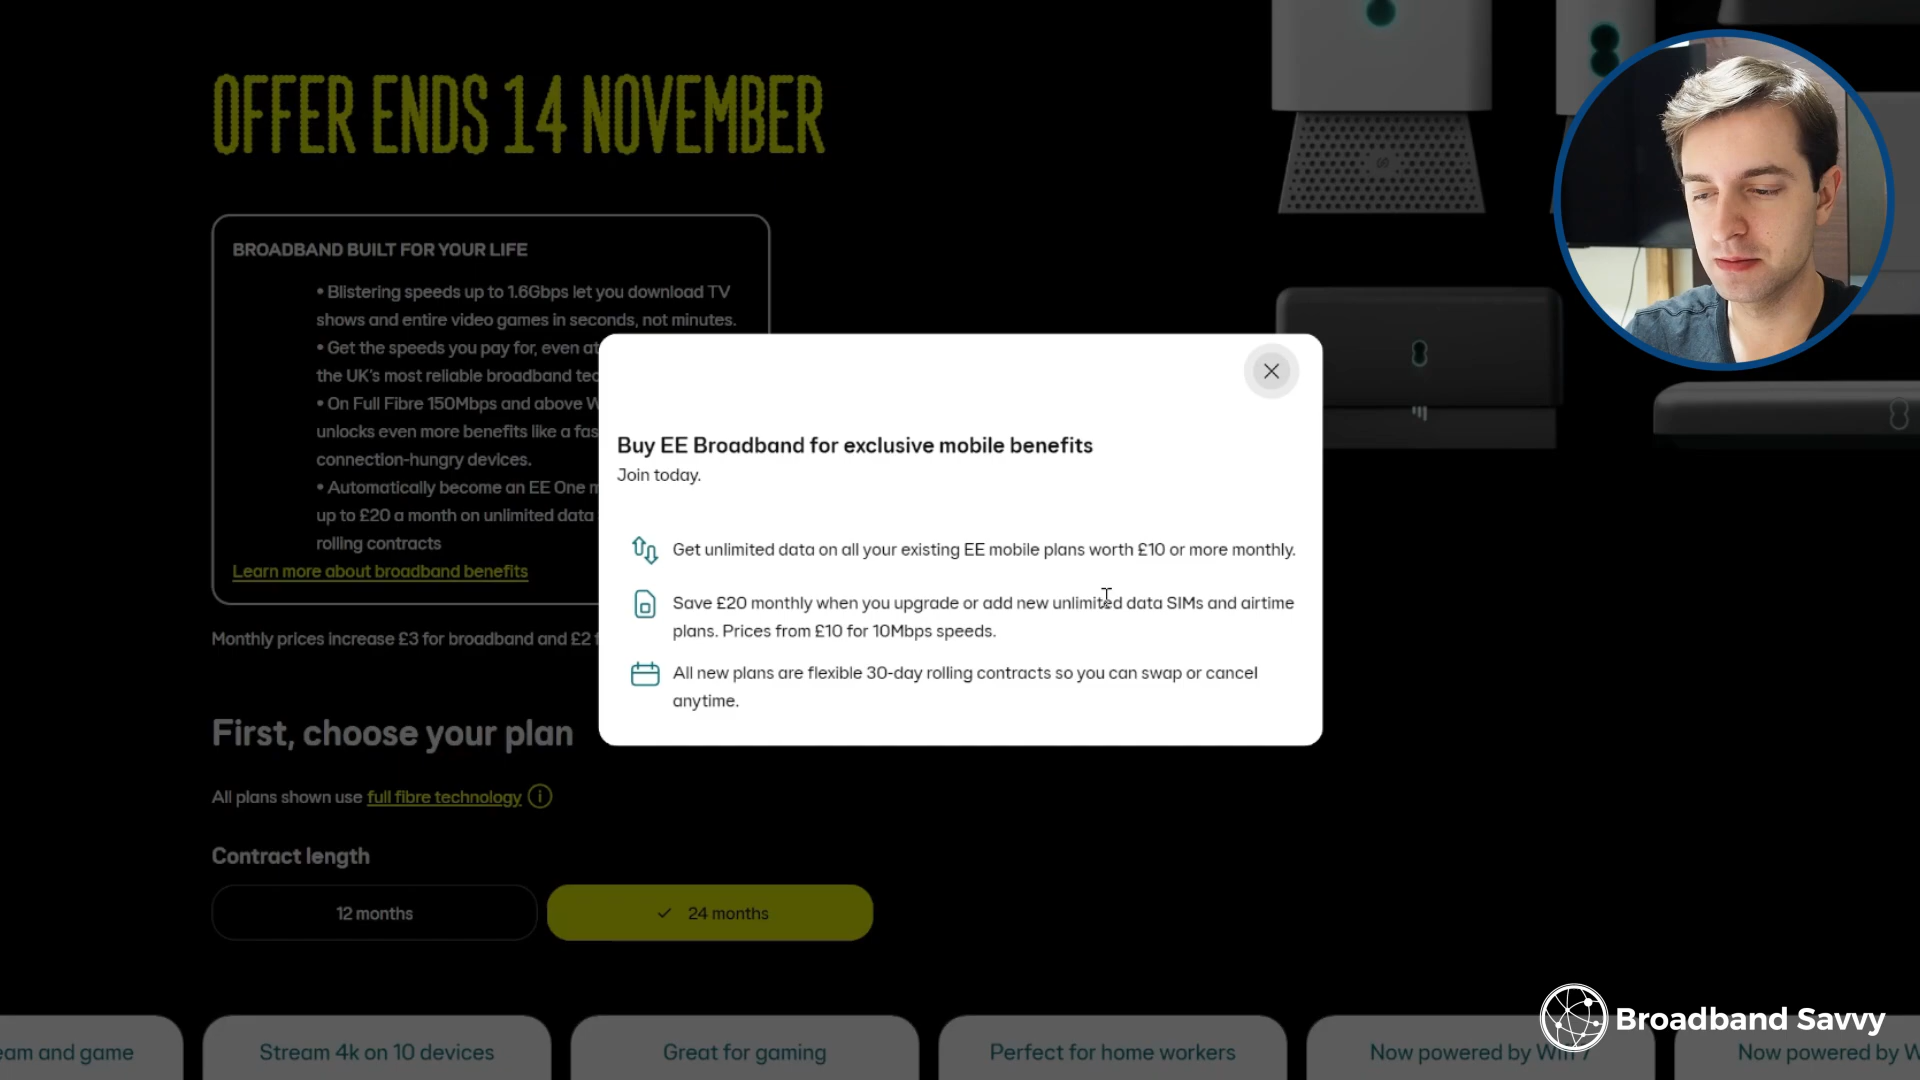 OFFER ENDS 14 NOVEMBER
BROADBAND BUILT FOR YOUR LIFE
• Blistering speeds up to 1.6Gbps let you download TV
shows and entire video games in seconds, not minutes.
• Get the speeds you pay for, even at
the UK's most reliable broadband tec
• On Full Fibre 150Mbps and above W
unlocks even more benefits like a fas
connection-hungry devices.
• Automatically become an EE One m
up to £20 a month on unlimited data
rolling contracts
Learn more about broadband benefits
Monthly prices increase £3 for broadband and £2 f
Buy EE Broadband for exclusive mobile benefits
Join today.
Get unlimited data on all your existing EE mobile plans worth £10 or more monthly.
Save £20 monthly when you upgrade or add new unlimited data SIMs and airtime
plans. Prices from £10 for 10Mbps speeds.
All new plans are flexible 30-day rolling contracts so you can swap or cancel
anytime.
First, choose your plan
All plans shown use full fibre technology
Contract length
12 months
24 months
eam and game
Stream 4k on 10 devices
Great for gaming
Perfect for home workers
Now powered by Wifi 7
Now powered by W
Broadband Savvy